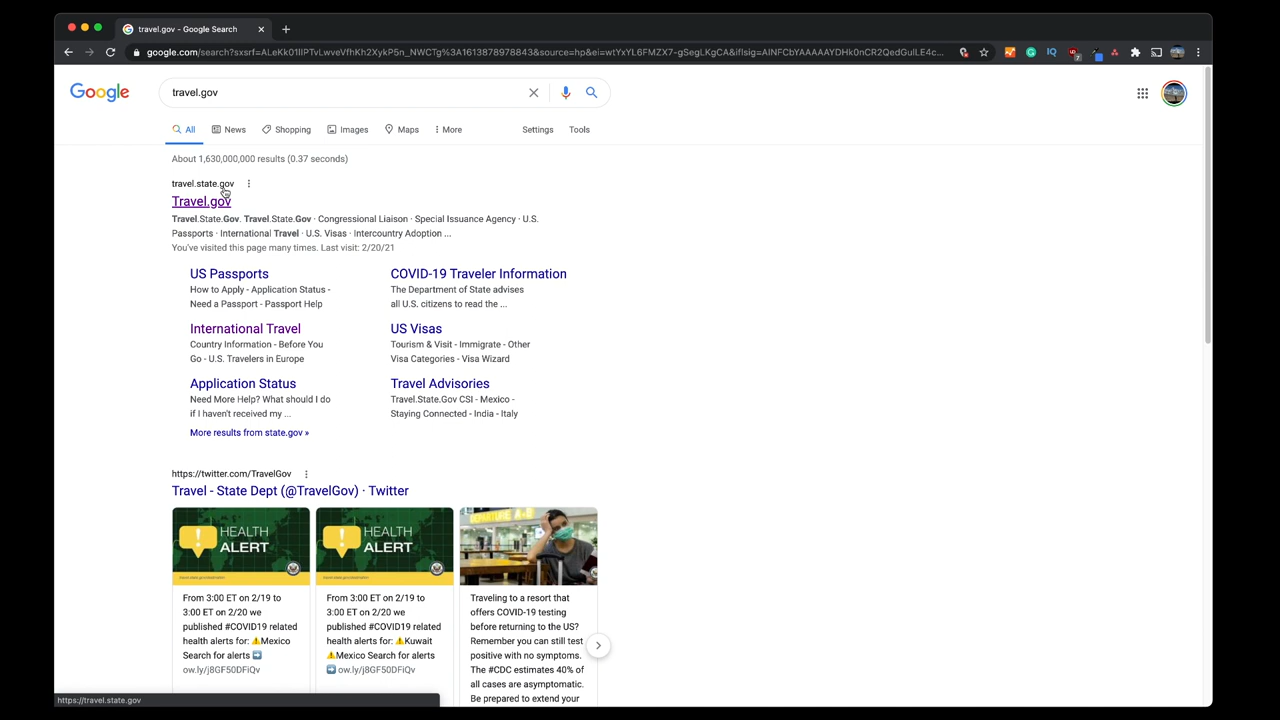 travel.gov - Google Search
google.com/search?sxsrf=ALeKk01lIPTvLwveVfhKh2XykP5n_NWCTg%3A1613878978843&source=hp&ei=wtYxYL6FMZX7-gSegLKgCA&iflsig=AINFCbYAAAAAYDHk0nCR2QedGuILE4c...
Google
travel.gov
All
News
Shopping
Images
Maps
More
Settings
Tools
About 1,630,000,000 results (0.37 seconds)
travel.state.gov
Travel.gov
Travel.State.Gov. Travel.State.Gov · Congressional Liaison · Special Issuance Agency · U.S.
Passports · International Travel · U.S. Visas · Intercountry Adoption ...
You've visited this page many times. Last visit: 2/20/21
US Passports
How to Apply - Application Status -
Need a Passport - Passport Help
COVID-19 Traveler Information
The Department of State advises
all U.S. citizens to read the ...
International Travel
Country Information - Before You
Go - U.S. Travelers in Europe
US Visas
Tourism & Visit - Immigrate - Other
Visa Categories - Visa Wizard
Application Status
Need More Help? What should I do
if I haven't received my ...
Travel Advisories
Travel.State.Gov CSI - Mexico -
Staying Connected - India - Italy
More results from state.gov »
https://twitter.com/TravelGov
Travel - State Dept (@TravelGov) · Twitter
HEALTH
ALERT
HEALTH
ALERT
DEPARTURE A+B
From 3:00 ET on 2/19 to
3:00 ET on 2/20 we
published #COVID19 related
health alerts for: ⚠️Mexico
Search for alerts ➡️
ow.ly/j8GF50DFiQv
From 3:00 ET on 2/19 to
3:00 ET on 2/20 we
published #COVID19 related
health alerts for: ⚠️Kuwait
⚠️Mexico Search for alerts
➡️ ow.ly/j8GF50DFiQv
Traveling to a resort that
offers COVID-19 testing
before returning to the US?
Remember you can still test
positive with no symptoms.
The #CDC estimates 40% of
all cases are asymptomatic.
Be prepared to extend your
https://travel.state.gov